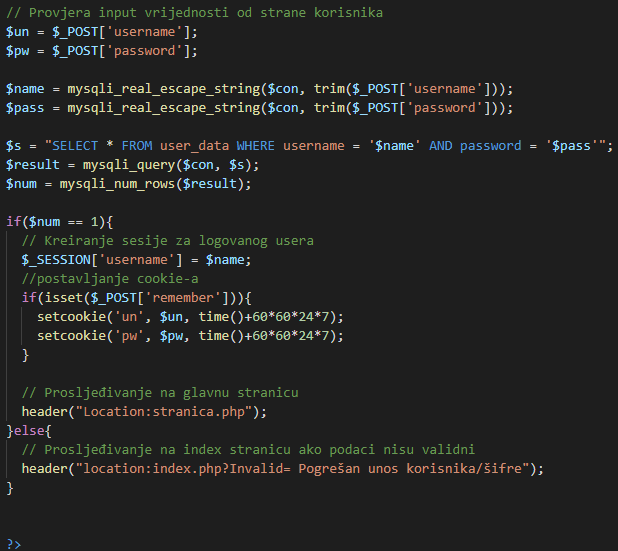 // Provjera input vrijednosti od strane korisnika
$un = $_POST['username'];
$pw = $_POST['password'];
$name = mysqli_real_escape_string($con, trim($_POST['username']));
$pass = mysqli_real_escape_string($con, trim($_POST['password']));
$s = "SELECT * FROM user_data WHERE username = '$name' AND password = '$pass'";
$result = mysqli_query($con, $s);
$num = mysqli_num_rows($result);
if($num == 1){
// Kreiranje sesije za logovanog usera
$_SESSION['username'] = $name;
//postavljanje cookie-a
if(isset($_POST['remember'])){
setcookie('un', $un, time()+60*60*24*7);
setcookie('pw', $pw, time()+60*60*24*7);
}
// Prosljeđivanje na glavnu stranicu
header("Location:stranica.php");
}else{
// Prosljeđivanje na index stranicu ako podaci nisu validni
header("location:index.php?Invalid= Pogrešan unos korisnika/šifre");
}
?>